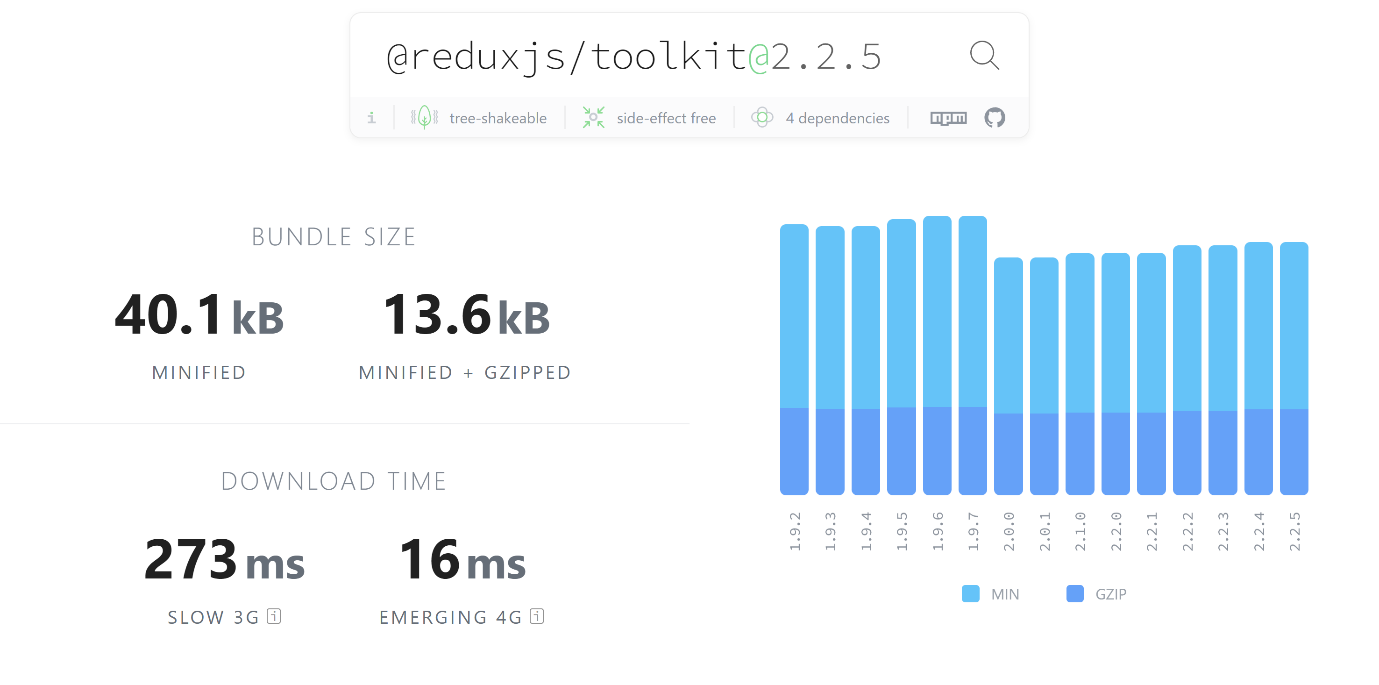 @reduxjs/toolkit@2.2.5
i tree-shakeable side-effect free 4 dependencies npm
BUNDLE SIZE
40.1 kB 13.6 kB
MINIFIED MINIFIED + GZIPPED
DOWNLOAD TIME
273 ms 16 ms
SLOW 3G i EMERGING 4G i
1.9.2 1.9.3 1.9.4 1.9.5 1.9.6 1.9.7 2.0.0 2.0.1 2.1.0 2.2.0 2.2.1 2.2.2 2.2.3 2.2.4 2.2.5
MIN GZIP